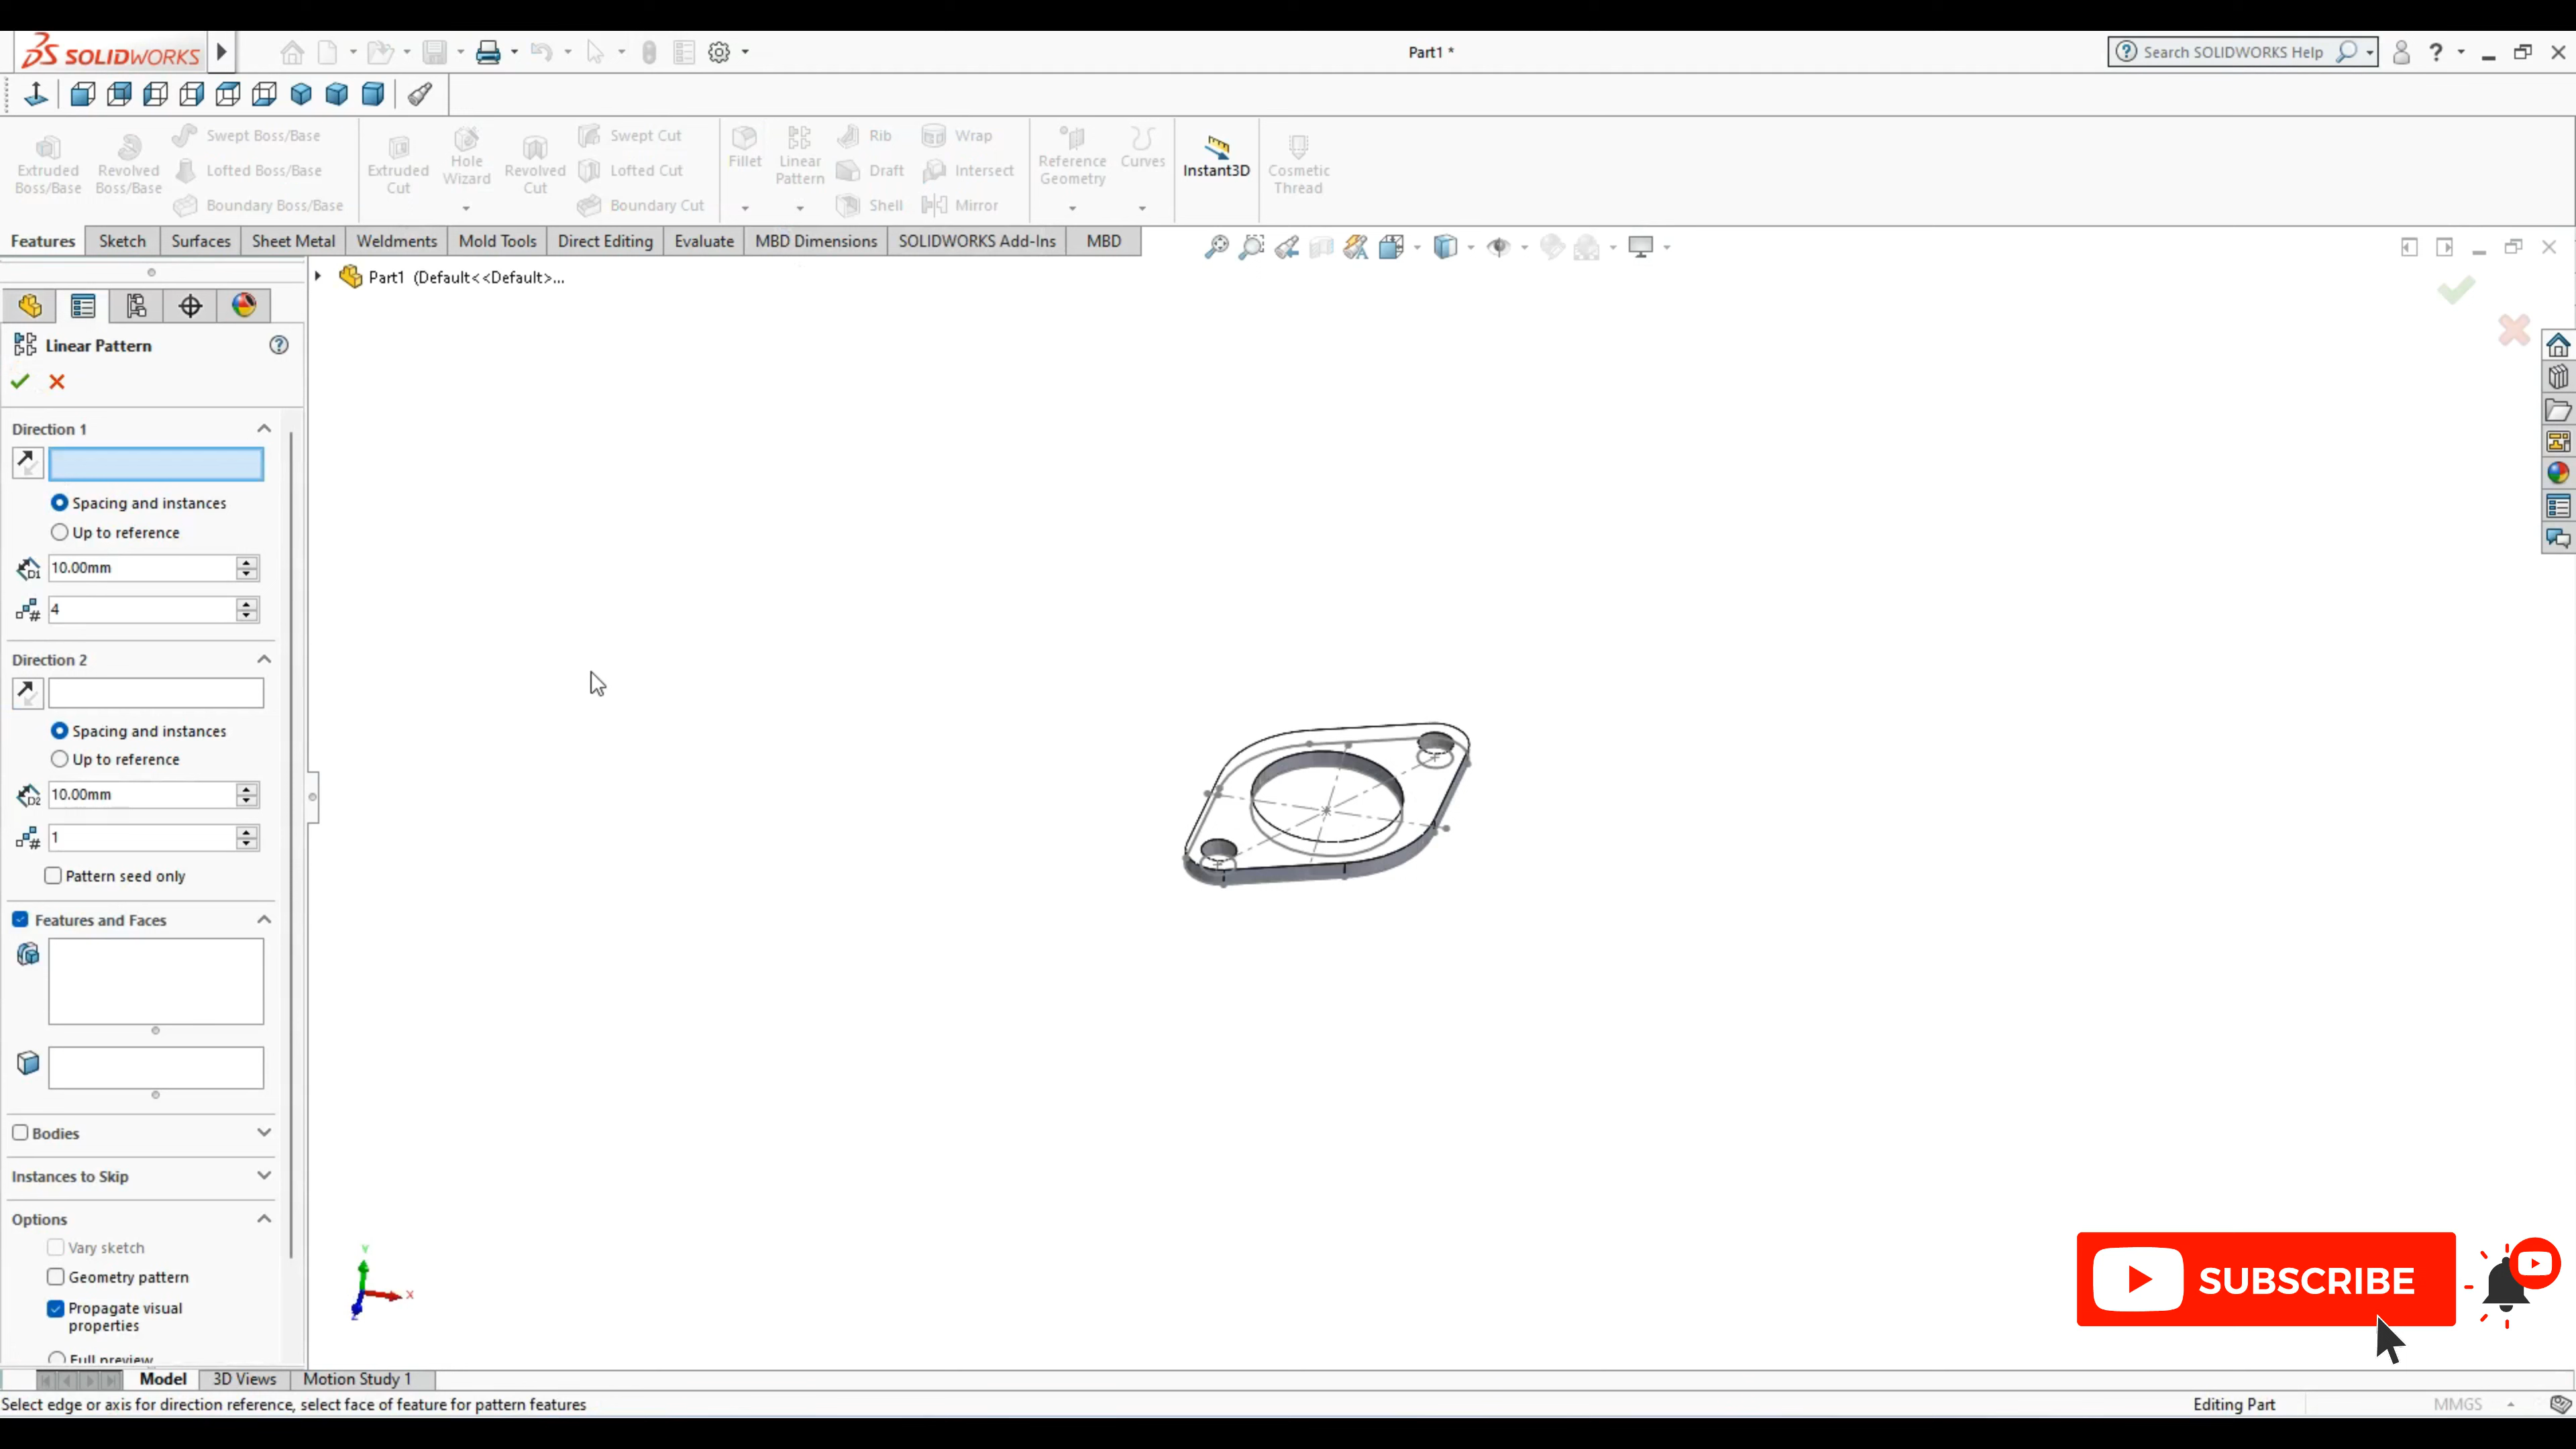 SOLIDWORKS
Part1 *
Search SOLIDWORKS Help
Extruded Boss/Base
Revolved Boss/Base
Swept Boss/Base
Lofted Boss/Base
Boundary Boss/Base
Extruded Cut
Hole Wizard
Revolved Cut
Swept Cut
Lofted Cut
Boundary Cut
Fillet
Linear Pattern
Rib
Draft
Shell
Wrap
Intersect
Mirror
Reference Geometry
Curves
Instant3D
Cosmetic Thread
Features Sketch Surfaces Sheet Metal Weldments Mold Tools Direct Editing Evaluate MBD Dimensions SOLIDWORKS Add-Ins MBD
Part1 (Default<<Default>...
Linear Pattern
Direction 1
Spacing and instances
Up to reference
D1 10.00mm
# 4
Direction 2
Spacing and instances
Up to reference
D2 10.00mm
# 1
Pattern seed only
Features and Faces
Bodies
Instances to Skip
Options
Vary sketch
Geometry pattern
Propagate visual
properties
Full preview
Y
X
Z
SUBSCRIBE
Model 3D Views Motion Study 1
Select edge or axis for direction reference, select face of feature for pattern features
Editing Part
MMGS